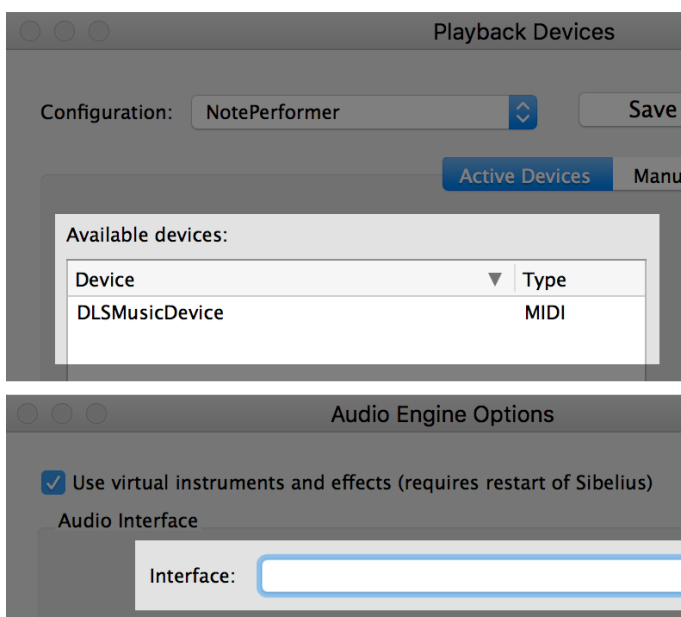 Playback Devices
Configuration: NotePerformer Save
Active Devices Manu
Available devices:
Device Type
DLSMusicDevice MIDI
Audio Engine Options
Use virtual instruments and effects (requires restart of Sibelius)
Audio Interface
Interface: